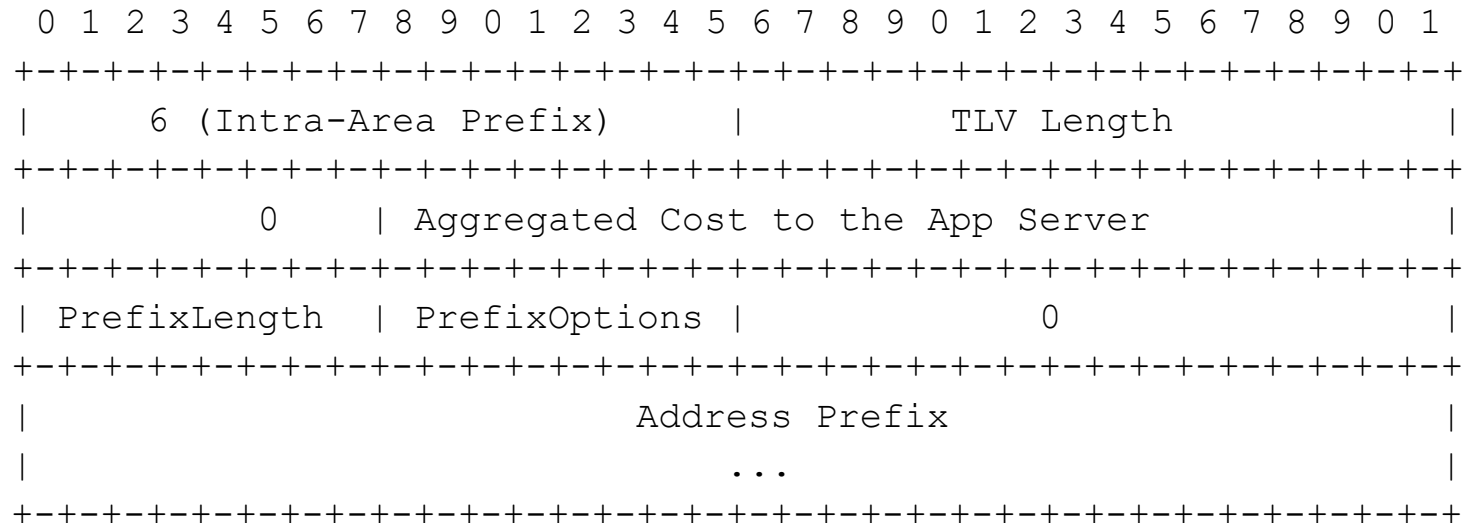 0 1 2 3 4 5 6 7 8 9 0 1 2 3 4 5 6 7 8 9 0 1 2 3 4 5 6 7 8 9 0 1
+-+-+-+-+-+-+-+-+-+-+-+-+-+-+-+-+-+-+-+-+-+-+-+-+-+-+-+-+-+-+-+-+
|     6 (Intra-Area Prefix)     |         TLV Length            |
+-+-+-+-+-+-+-+-+-+-+-+-+-+-+-+-+-+-+-+-+-+-+-+-+-+-+-+-+-+-+-+-+
|          0    | Aggregated Cost to the App Server             |
+-+-+-+-+-+-+-+-+-+-+-+-+-+-+-+-+-+-+-+-+-+-+-+-+-+-+-+-+-+-+-+-+
| PrefixLength  | PrefixOptions |             0                 |
+-+-+-+-+-+-+-+-+-+-+-+-+-+-+-+-+-+-+-+-+-+-+-+-+-+-+-+-+-+-+-+-+
|                           Address Prefix                      |
|                               ...                             |
+-+-+-+-+-+-+-+-+-+-+-+-+-+-+-+-+-+-+-+-+-+-+-+-+-+-+-+-+-+-+-+-+